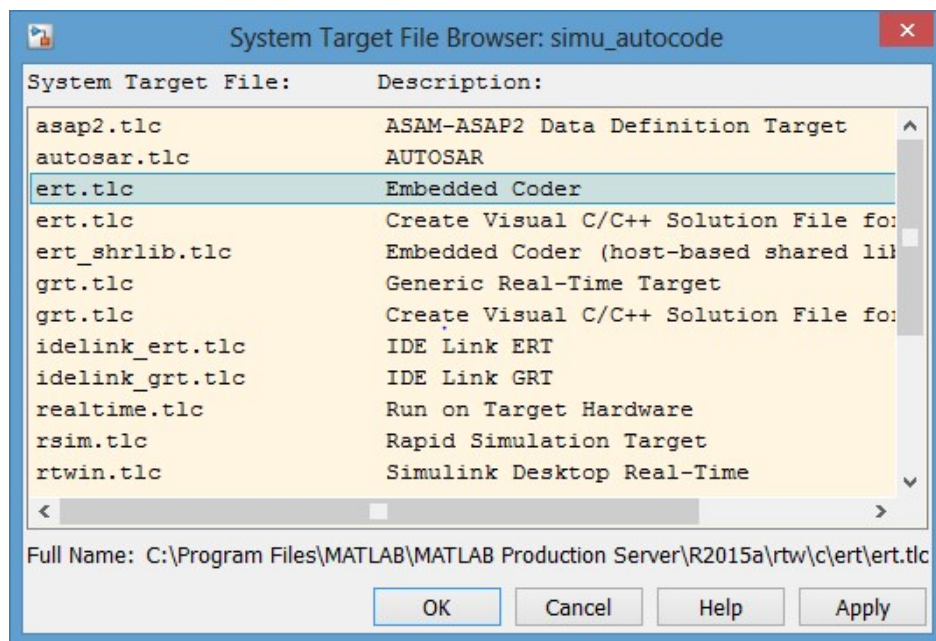 System Target File Browser: simu_autocode
System Target File: Description:
asap2.tlc ASAM-ASAP2 Data Definition Target
autosar.tlc AUTOSAR
ert.tlc Embedded Coder
ert.tlc Create Visual C/C++ Solution File for
ert_shrlib.tlc Embedded Coder (host-based shared lib
grt.tlc Generic Real-Time Target
grt.tlc Create Visual C/C++ Solution File for
idelink_ert.tlc IDE Link ERT
idelink_grt.tlc IDE Link GRT
realtime.tlc Run on Target Hardware
rsim.tlc Rapid Simulation Target
rtwin.tlc Simulink Desktop Real-Time
Full Name: C:\Program Files\MATLAB\MATLAB Production Server\R2015a\rtw\c\ert\ert.tlc
OK Cancel Help Apply